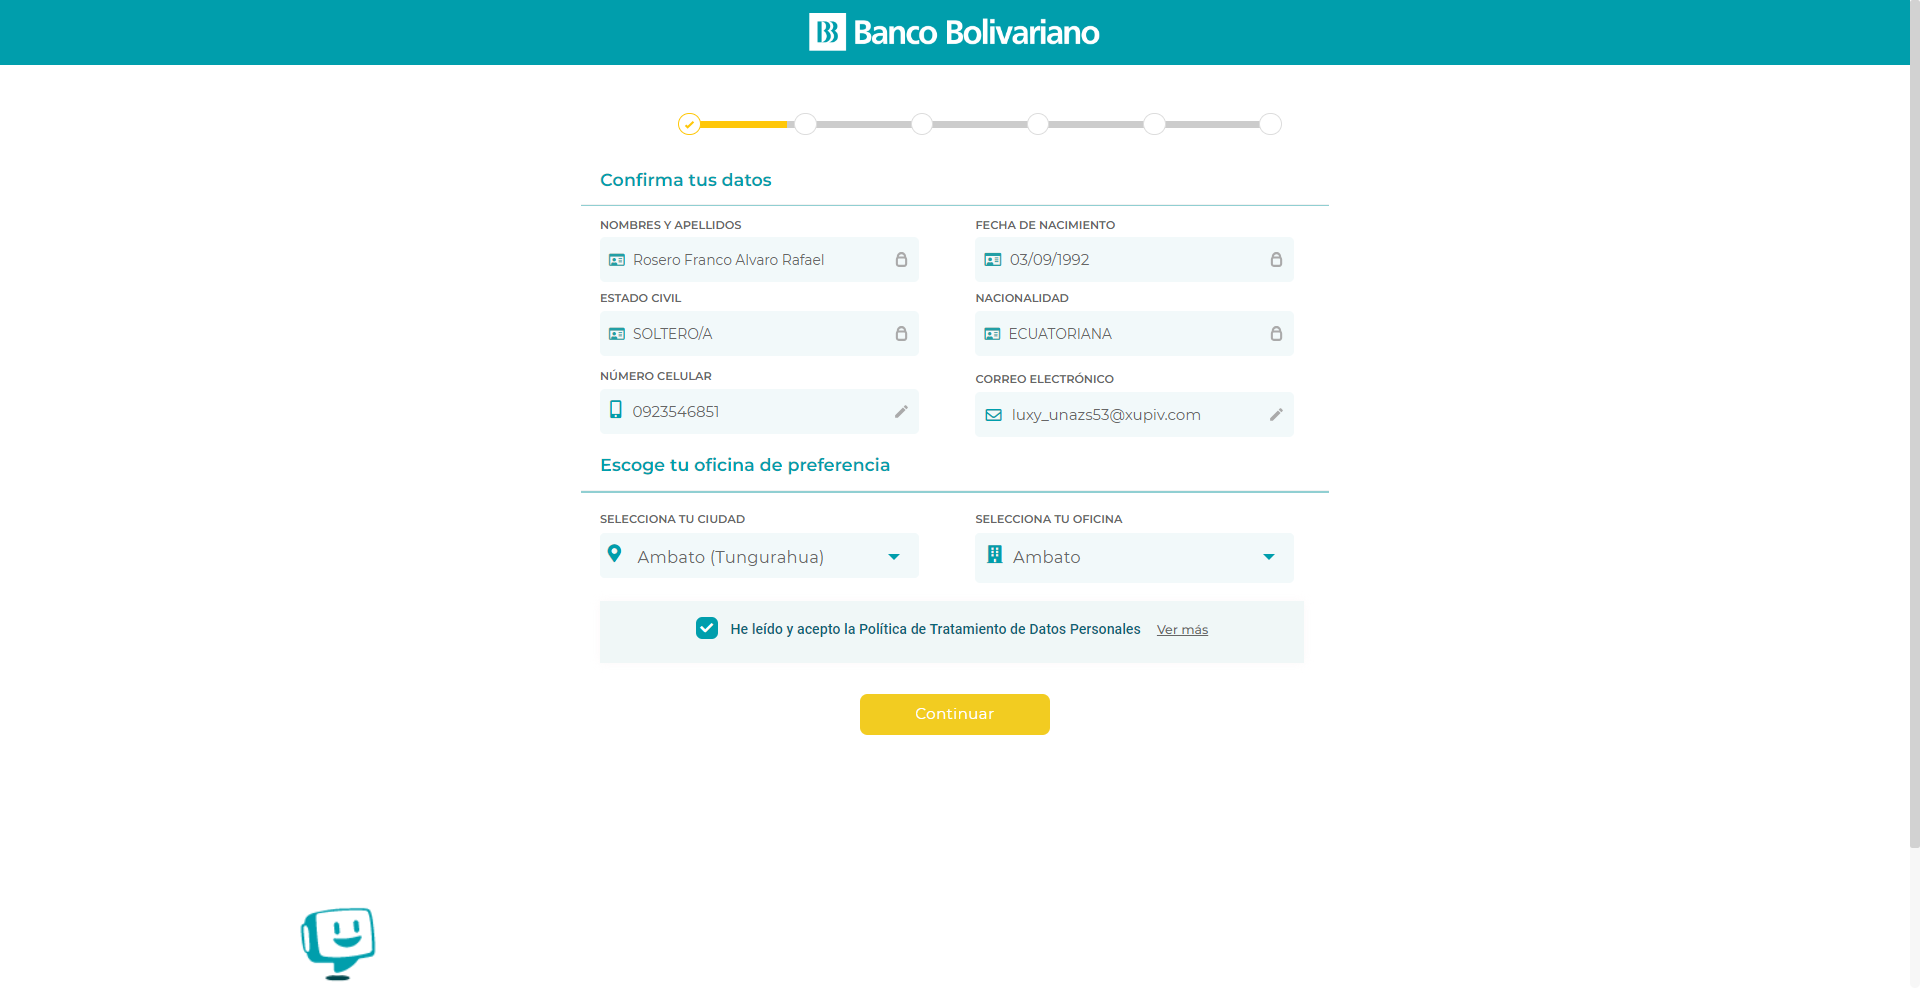 Banco Bolivariano
Confirma tus datos
NOMBRES Y APELLIDOS
Rosero Franco Alvaro Rafael
FECHA DE NACIMIENTO
03/09/1992
ESTADO CIVIL
SOLTERO/A
NACIONALIDAD
ECUATORIANA
NÚMERO CELULAR
0923546851
CORREO ELECTRÓNICO
luxy_unazs53@xupiv.com
Escoge tu oficina de preferencia
SELECCIONA TU CIUDAD
Ambato (Tungurahua)
SELECCIONA TU OFICINA
Ambato
He leído y acepto la Política de Tratamiento de Datos Personales Ver más
Continuar